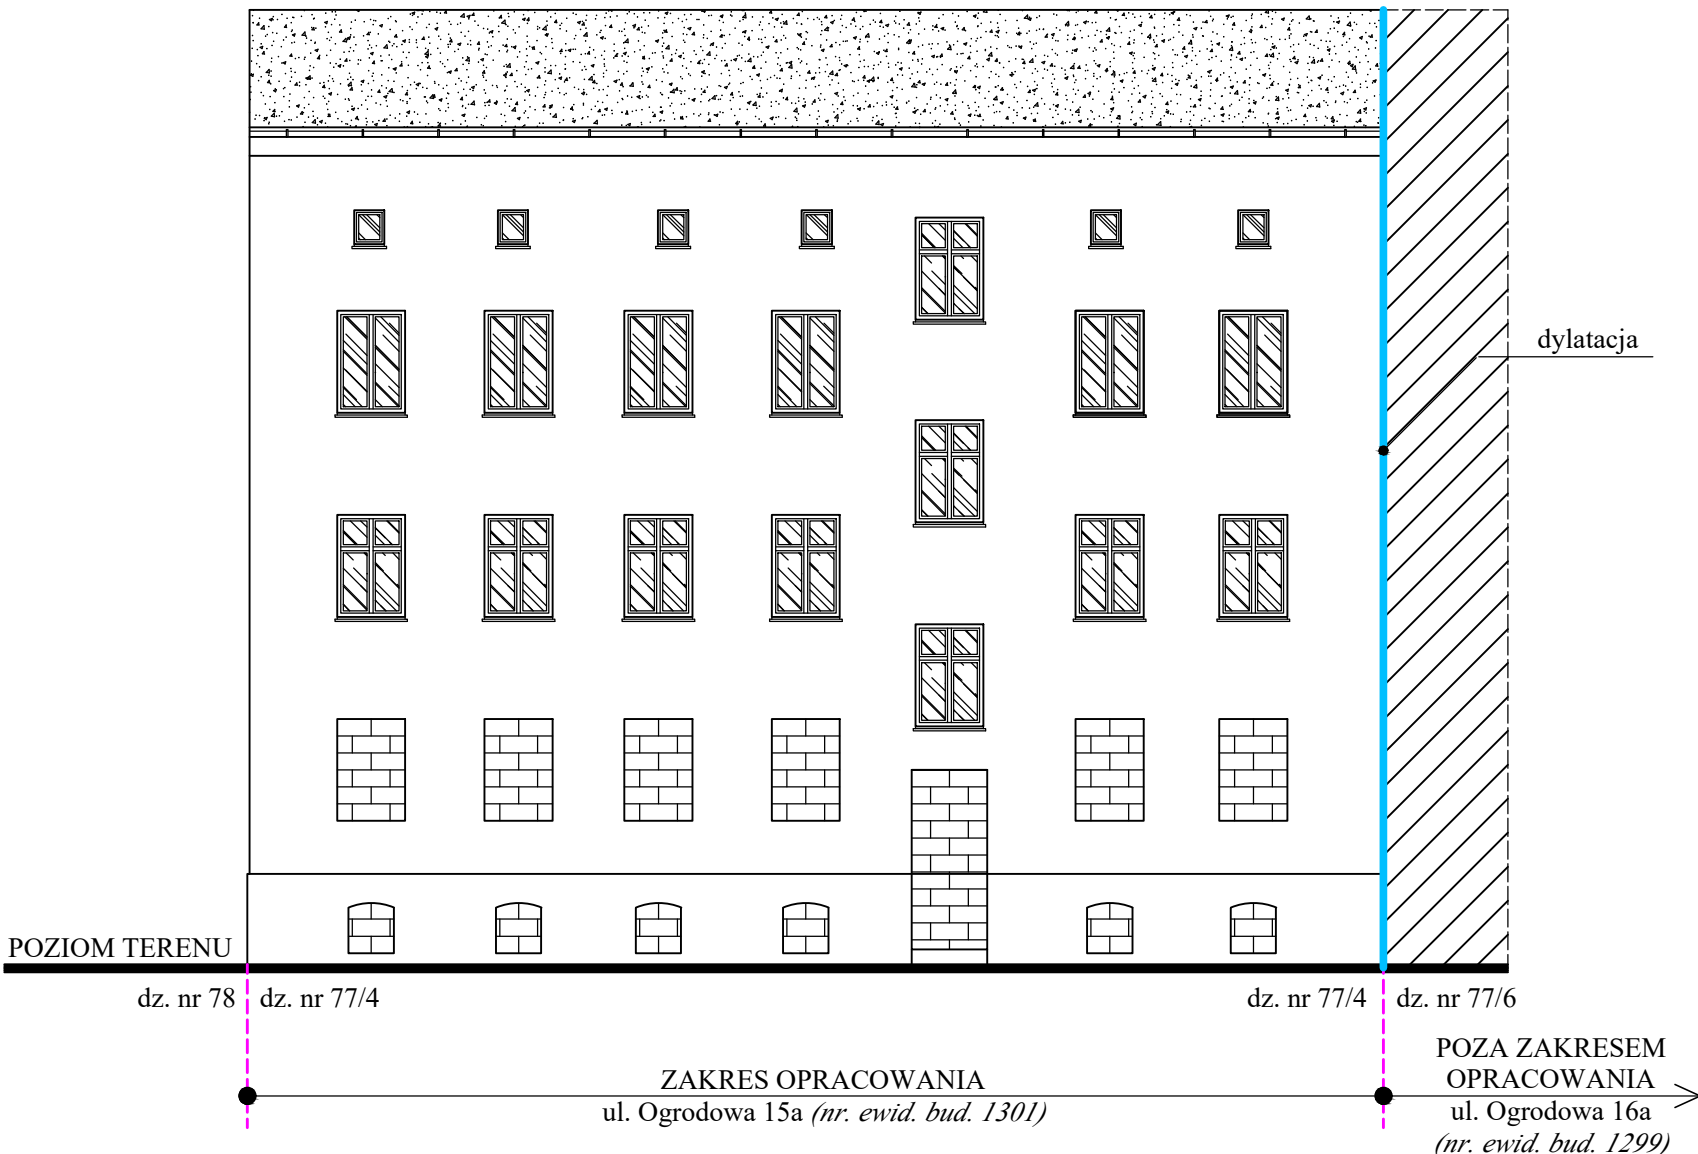 dylatacja
POZIOM TERENU
dz. nr 78
dz. nr 77/4
dz. nr 77/4
dz. nr 77/6
ZAKRES OPRACOWANIA
ul. Ogrodowa 15a (nr. ewid. bud. 1301)
POZA ZAKRESEM
OPRACOWANIA
ul. Ogrodowa 16a
(nr. ewid. bud. 1299)